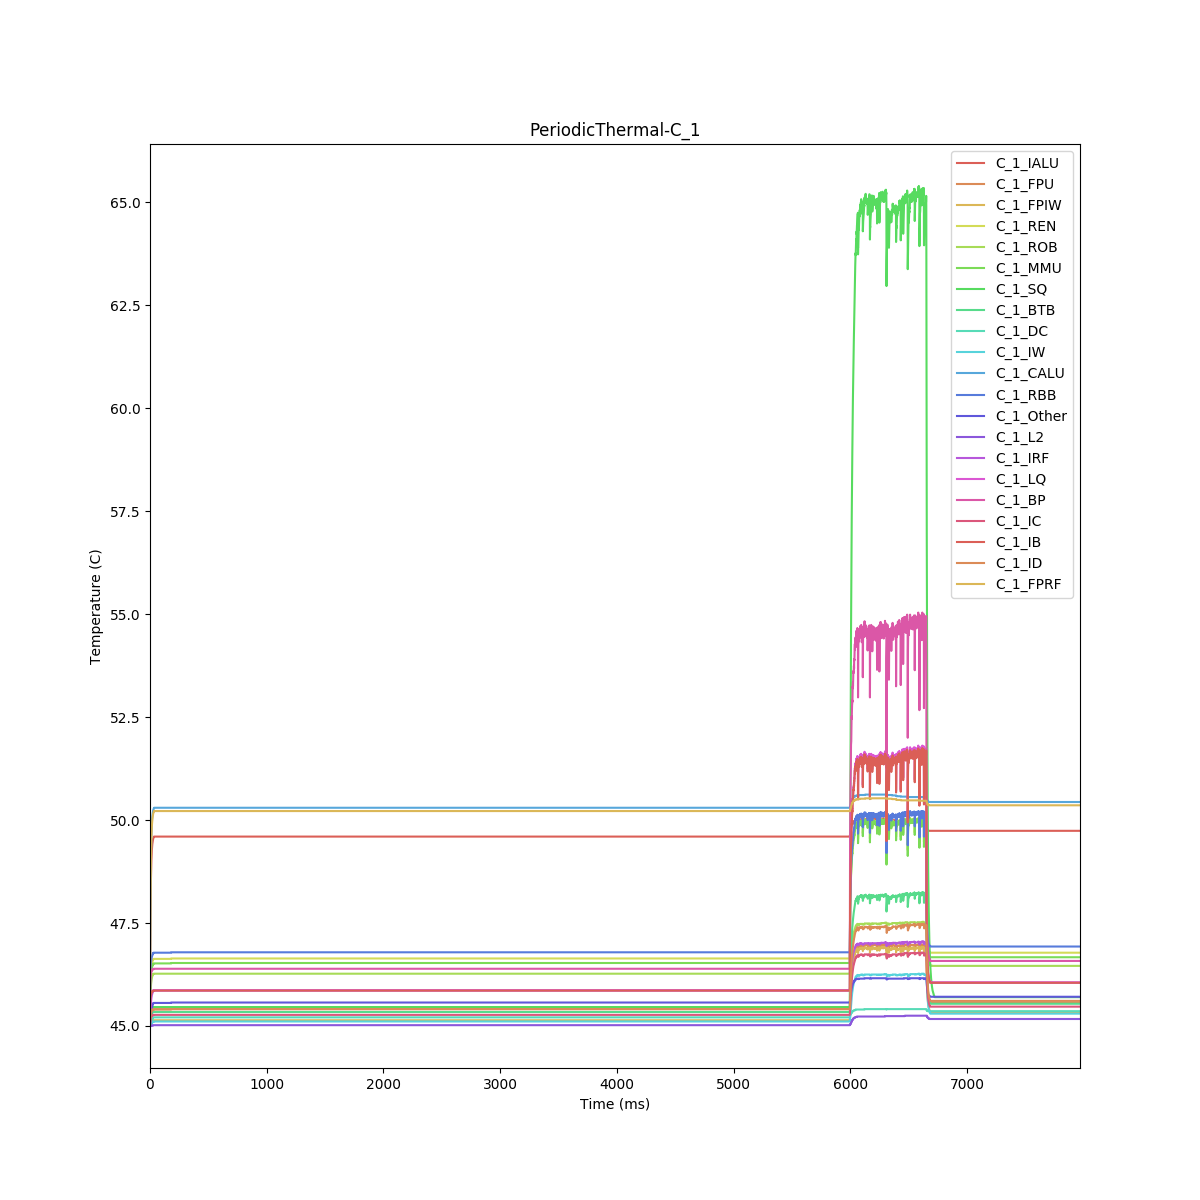 PeriodicThermal-C_1
C_1_IALU
C_1_FPU
C_1_FPIW
C_1_REN
C_1_ROB
C_1_MMU
C_1_SQ
C_1_BTB
C_1_DC
C_1_IW
C_1_CALU
C_1_RBB
C_1_Other
C_1_L2
C_1_IRF
C_1_LQ
C_1_BP
C_1_IC
C_1_IB
C_1_ID
C_1_FPRF
65.0
62.5
60.0
57.5
55.0
52.5
50.0
47.5
45.0
Temperature (C)
0 1000 2000 3000 4000 5000 6000 7000
Time (ms)